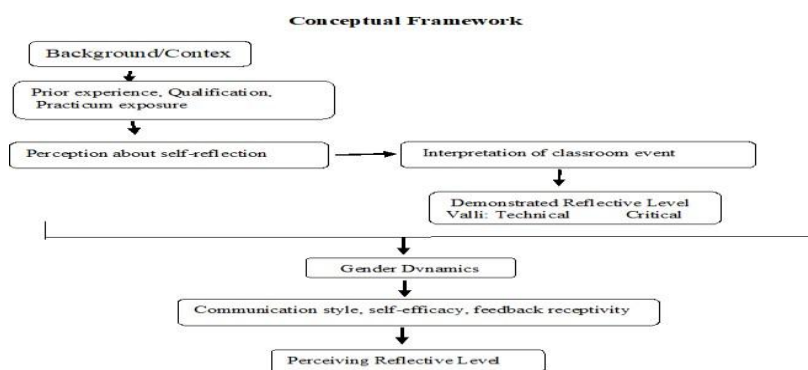 Conceptual Framework
Background/Contex
Prior experience, Qualification,
Practicum exposure
Perception about self-reflection
Interpretation of classroom event
Demonstrated Reflective Level
Valli: Technical Critical
Gender Dvnamics
Communication style, self-efficacy, feedback receptivity
Perceiving Reflective Level